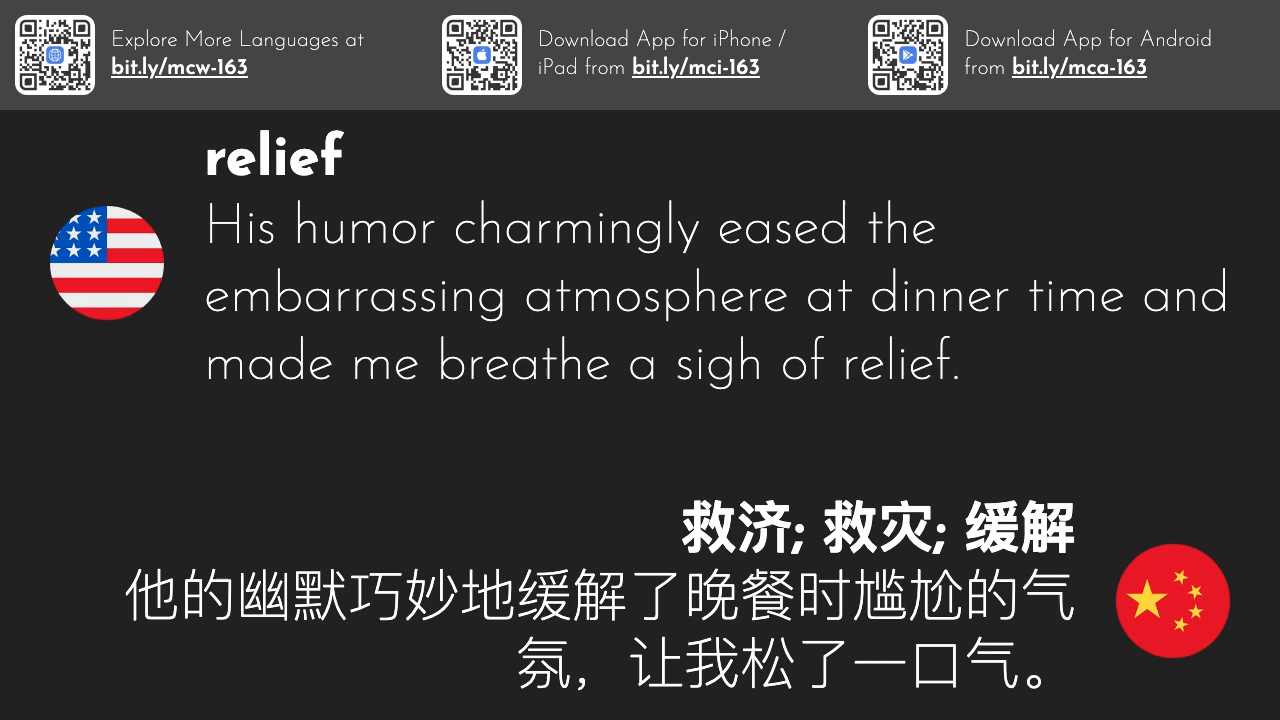 Explore More Languages at
bit.ly/mcw-163
Download App for iPhone /
iPad from bit.ly/mci-163
Download App for Android
from bit.ly/mca-163
relief
His humor charmingly eased the
embarrassing atmosphere at dinner time and
made me breathe a sigh of relief.
救济; 救灾; 缓解
他的幽默巧妙地缓解了晚餐时尴尬的气
氛，让我松了一口气。